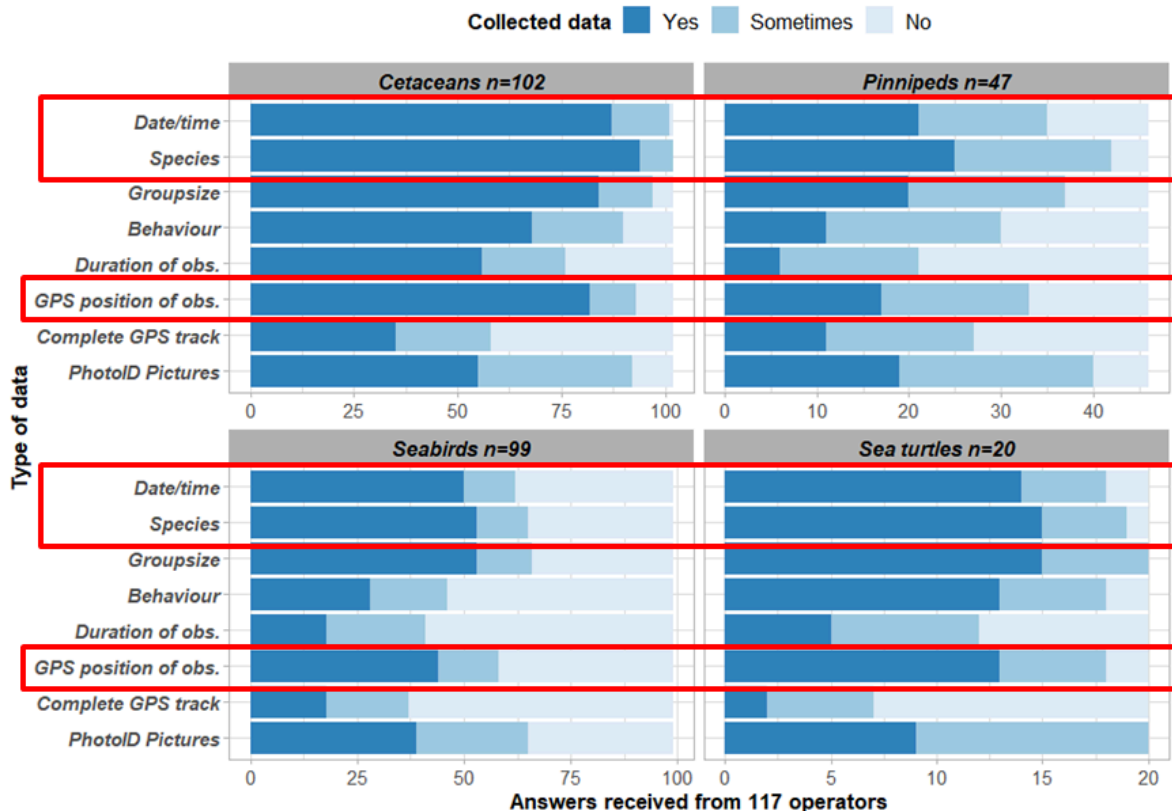 Collected data Yes Sometimes No
Cetaceans n=102
Pinnipeds n=47
Date/time
Species
Groupsize
Behaviour
Duration of obs.
GPS position of obs.
Complete GPS track
PhotoID Pictures
0 25 50 75 100
0 10 20 30 40
Type of data
Seabirds n=99
Sea turtles n=20
Date/time
Species
Groupsize
Behaviour
Duration of obs.
GPS position of obs.
Complete GPS track
PhotoID Pictures
0 25 50 75 100
0 5 10 15 20
Answers received from 117 operators